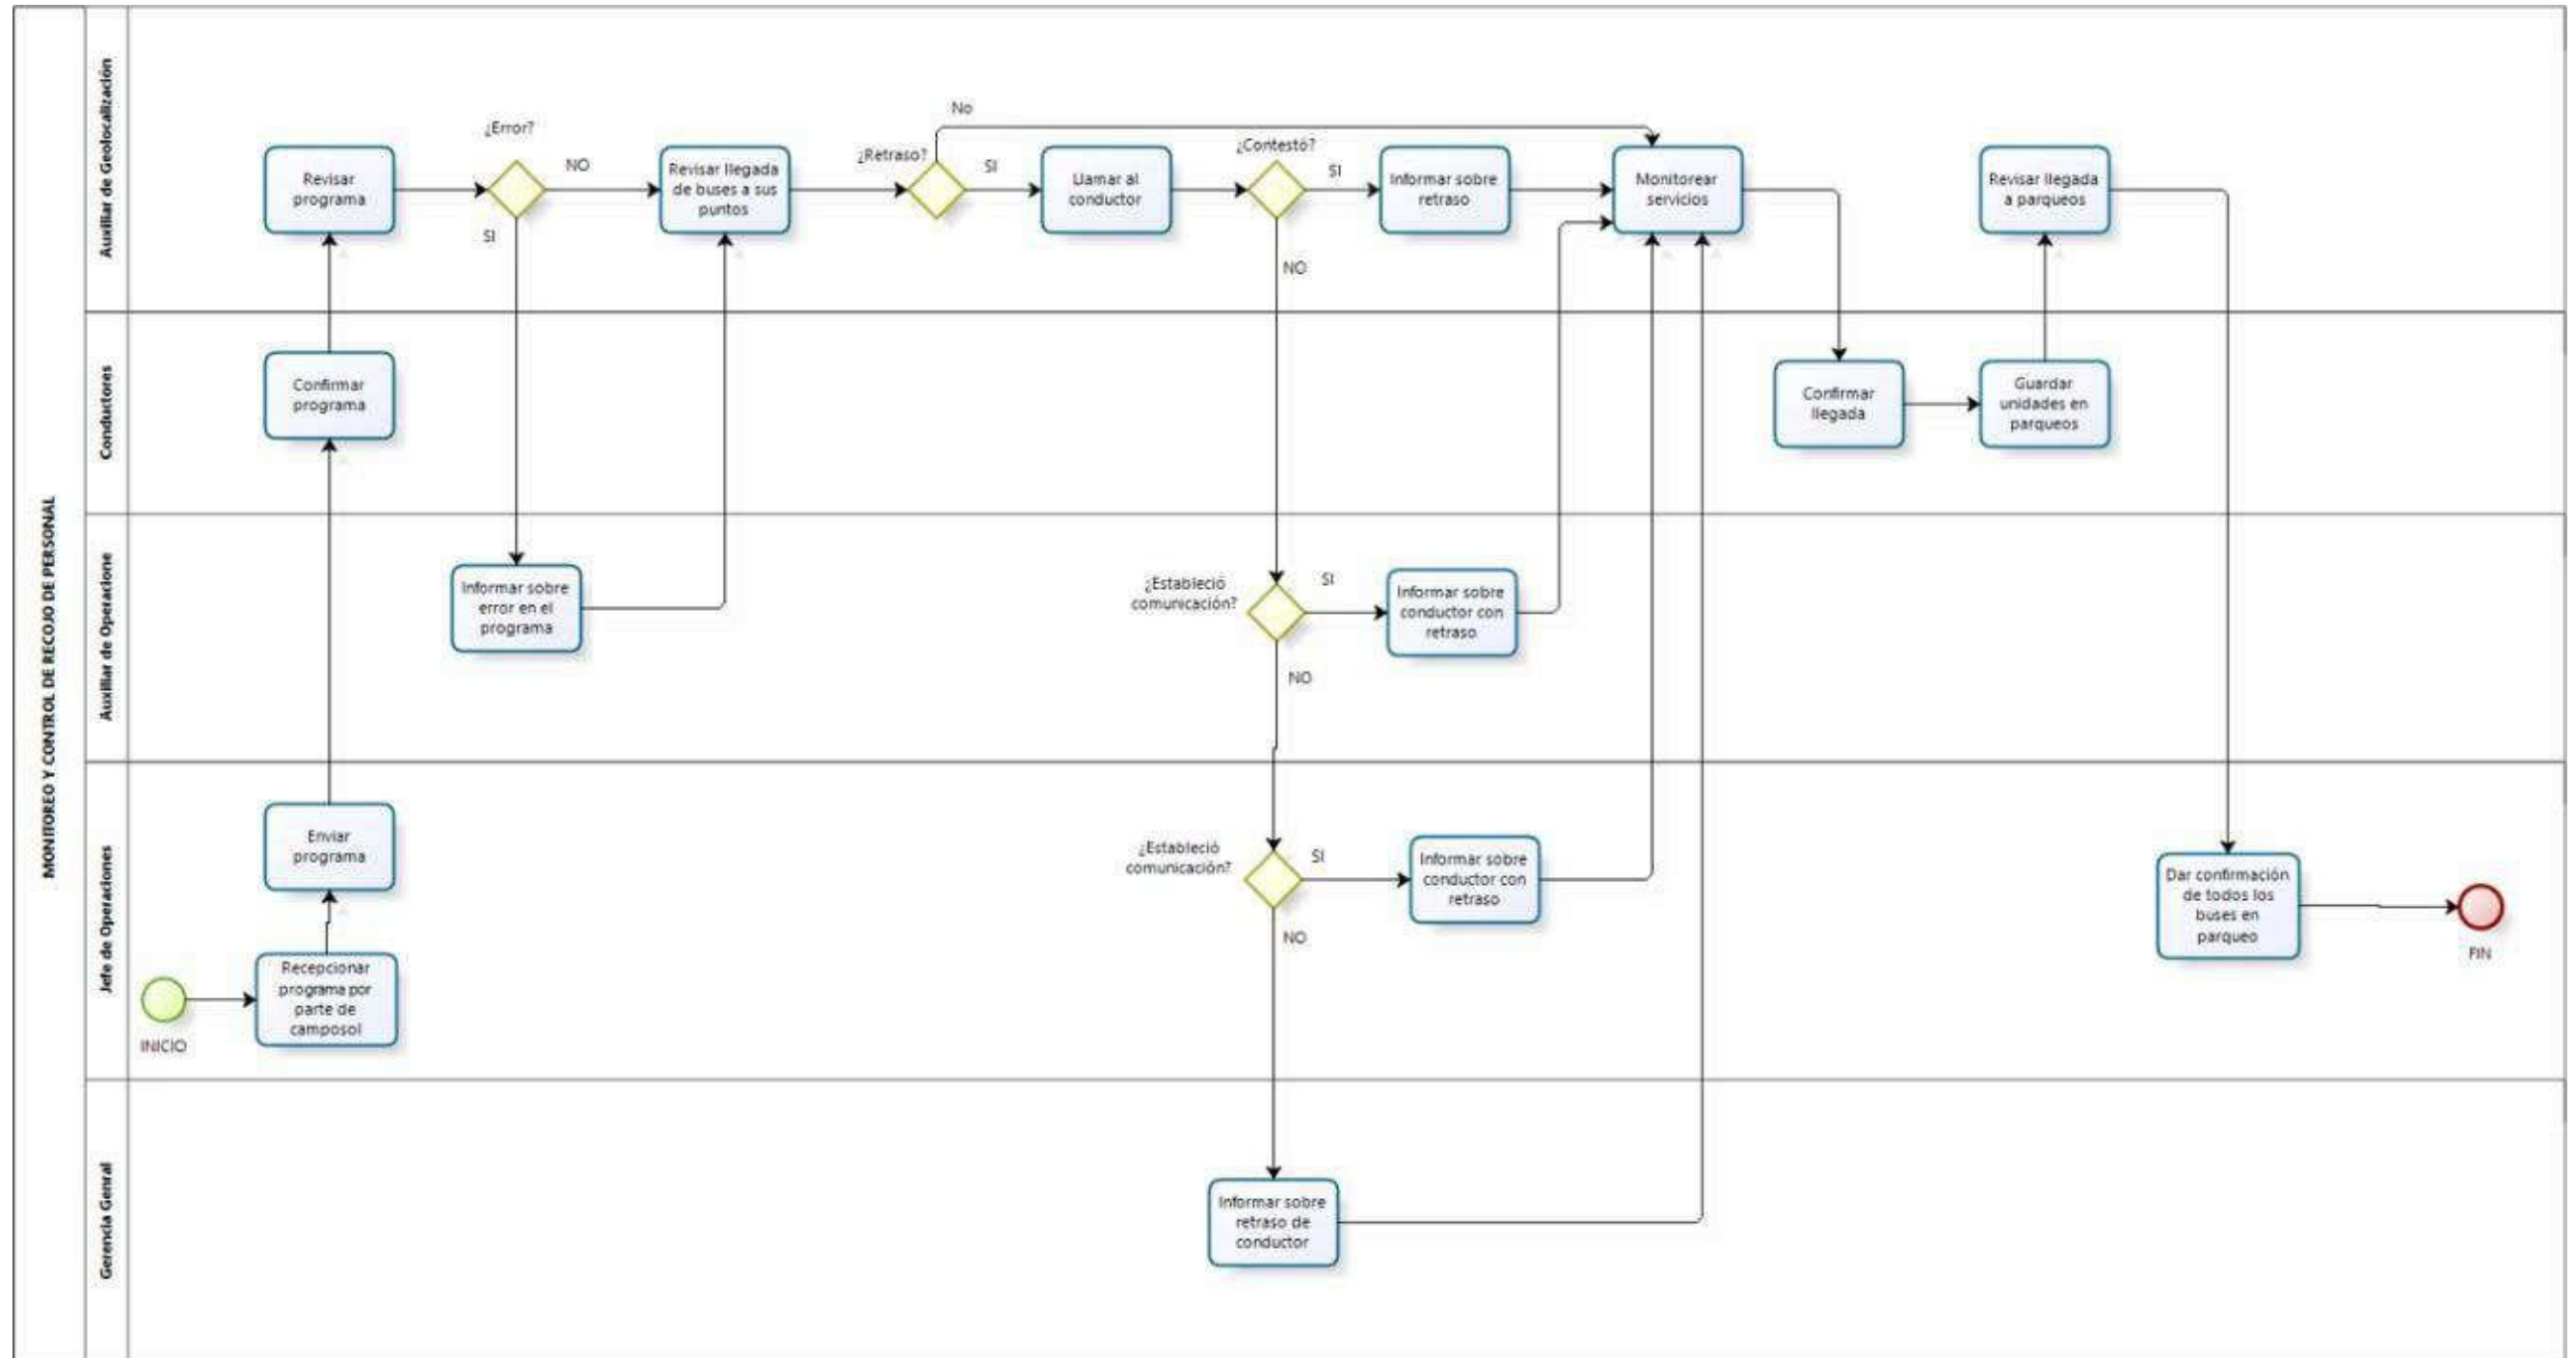 MONITOREO Y CONTROL DE RECOJO DE PERSONAL
Auxiliar de Geolocalización
Revisar
programa
¿Error?
NO
SI
Revisar llegada
de buses a sus
puntos
¿Retraso?
No
SI
Llamar al
conductor
¿Contestó?
SI
NO
Informar sobre
retraso
Monitorear
servicios
Revisar llegada
a parqueos
Conductores
Confirmar
programa
Confirmar
llegada
Guardar
unidades en
parqueos
Auxiliar de Operacione
Informar sobre
error en el
programa
¿Estableció
comunicación?
SI
NO
Informar sobre
conductor con
retraso
Jefe de Operaciones
INICIO
Recepcionar
programa por
parte de
camposol
Enviar
programa
¿Estableció
comunicación?
SI
NO
Informar sobre
conductor con
retraso
Dar confirmación
de todos los
buses en
parqueo
FIN
Gerencia Genral
Informar sobre
retraso de
conductor